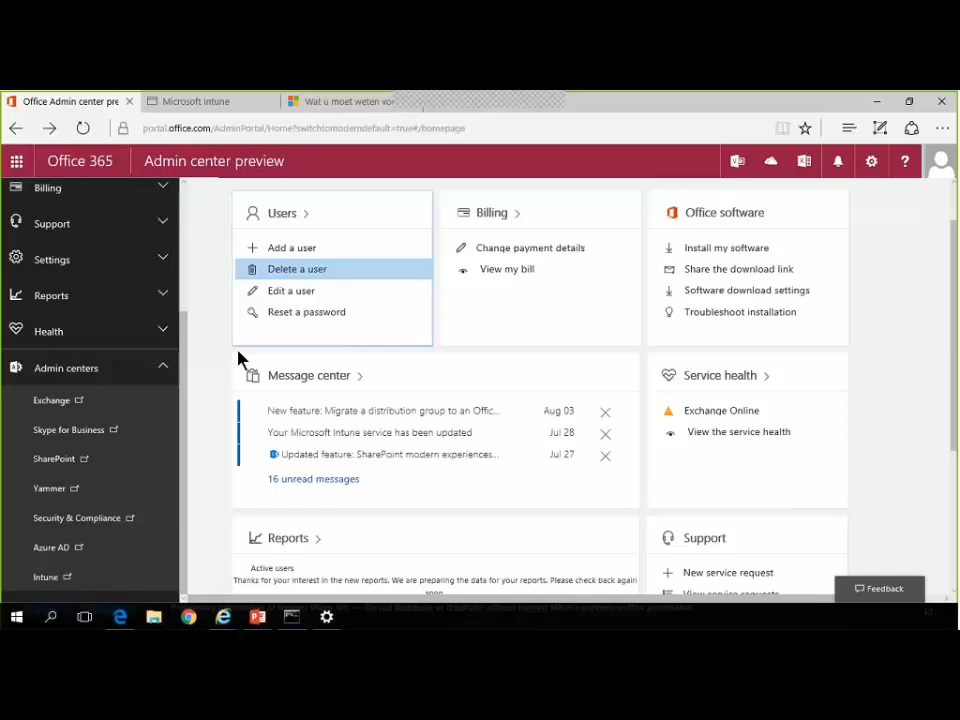 Office Admin center pre
Microsoft Intune
Wat u moet weten vo
portal.office.com/AdminPortal/Home?switchtomoderndefault=true#/homepage
Office 365
Admin center preview
Billing
Support
Settings
Reports
Health
Admin centers
Exchange
Skype for Business
SharePoint
Yammer
Security & Compliance
Azure AD
Intune
Users
Add a user
Delete a user
Edit a user
Reset a password
Billing
Change payment details
View my bill
Office software
Install my software
Share the download link
Software download settings
Troubleshoot installation
Message center
New feature: Migrate a distribution group to an Offic... Aug 03
Your Microsoft Intune service has been updated Jul 28
Updated feature: SharePoint modern experiences... Jul 27
16 unread messages
Service health
Exchange Online
View the service health
Reports
Active users
Thanks for your interest in the new reports. We are preparing the data for your reports. Please check back again
soon
Support
New service request
View service requests
Feedback